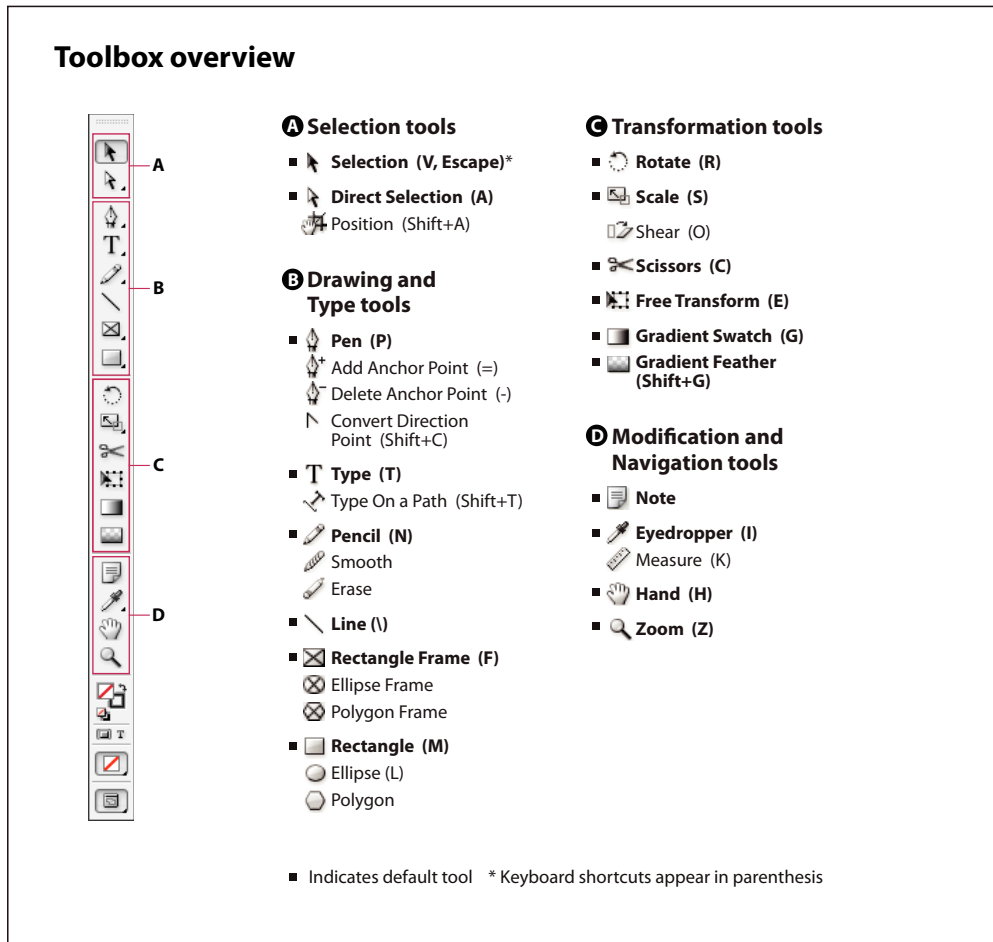 Toolbox overview
A
B
C
D
T
T
A Selection tools
Selection (V, Escape)*
Direct Selection (A)
Position (Shift+A)
B Drawing and
Type tools
Pen (P)
Add Anchor Point (=)
Delete Anchor Point (-)
Convert Direction
Point (Shift+C)
T Type (T)
Type On a Path (Shift+T)
Pencil (N)
Smooth
Erase
Line (\)
Rectangle Frame (F)
Ellipse Frame
Polygon Frame
Rectangle (M)
Ellipse (L)
Polygon
C Transformation tools
Rotate (R)
Scale (S)
Shear (O)
Scissors (C)
Free Transform (E)
Gradient Swatch (G)
Gradient Feather
(Shift+G)
D Modification and
Navigation tools
Note
Eyedropper (I)
Measure (K)
Hand (H)
Zoom (Z)
Indicates default tool * Keyboard shortcuts appear in parenthesis